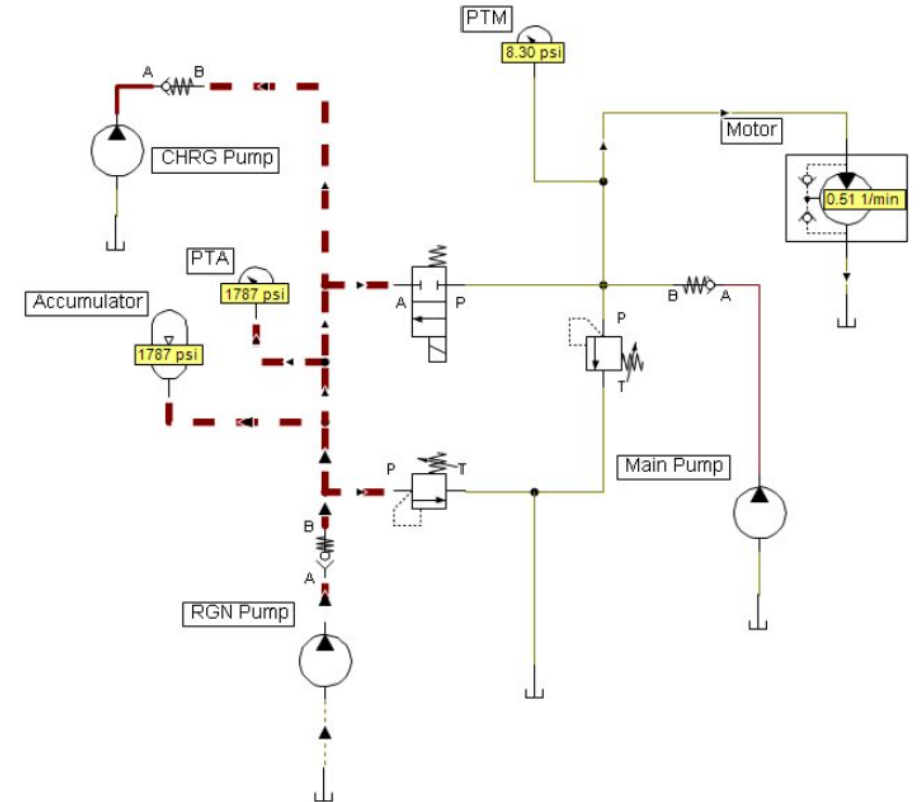 PTM
8.30 psi
A
B
CHRG Pump
Motor
0.51 1/min
PTA
1787 psi
A
P
B
A
Accumulator
1787 psi
P
T
P
T
Main Pump
B
A
RGN Pump